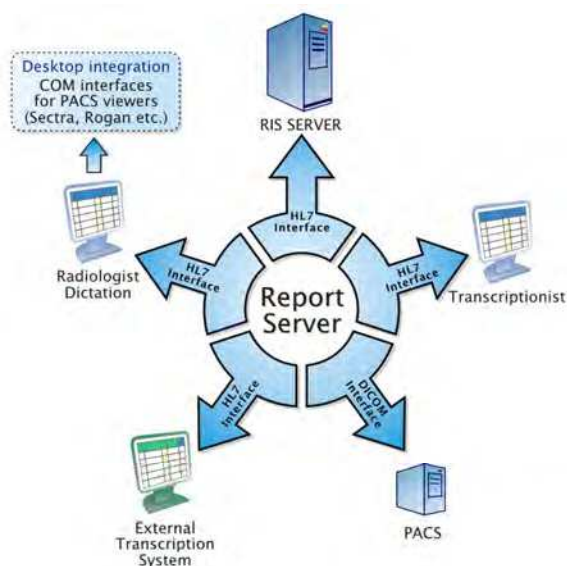 Desktop integration
COM interfaces
for PACS viewers
(Sectra, Rogan etc.)
RIS SERVER
HL7
Interface
Radiologist
Dictation
HL7
Interface
HL7
Interface
Transcriptionist
Report
Server
HL7
Interface
DICOM
Interface
External
Transcription
System
PACS